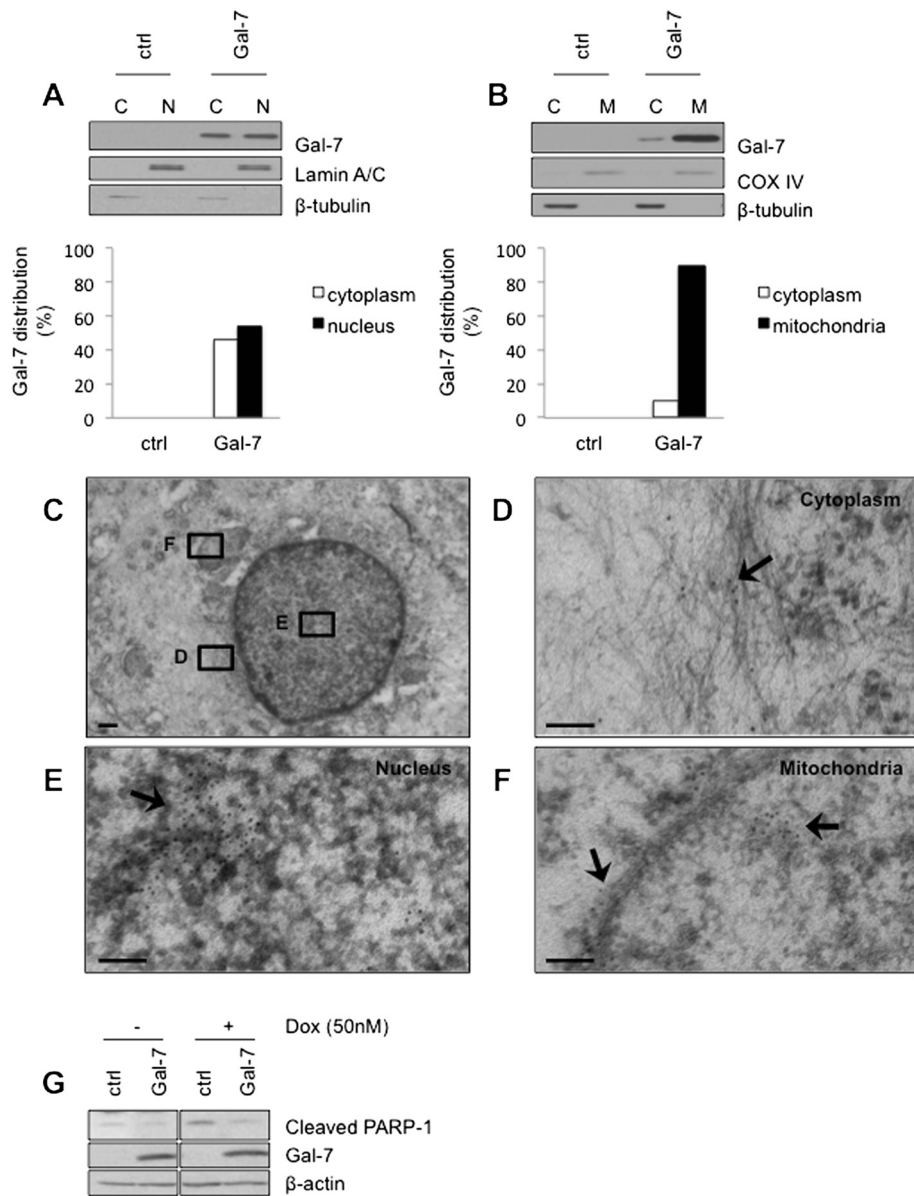 ctrl
Gal-7
A
C N C N
Gal-7
Lamin A/C
β-tubulin
ctrl
Gal-7
B
C M C M
Gal-7
COX IV
β-tubulin
Gal-7 distribution
(%)
100
80
60
40
20
0
cytoplasm
nucleus
ctrl
Gal-7
Gal-7 distribution
(%)
100
80
60
40
20
0
cytoplasm
mitochondria
ctrl
Gal-7
C
F
E
D
D
Cytoplasm
E
Nucleus
F
Mitochondria
- + Dox (50nM)
G
ctrl
Gal-7
ctrl
Gal-7
Cleaved PARP-1
Gal-7
β-actin